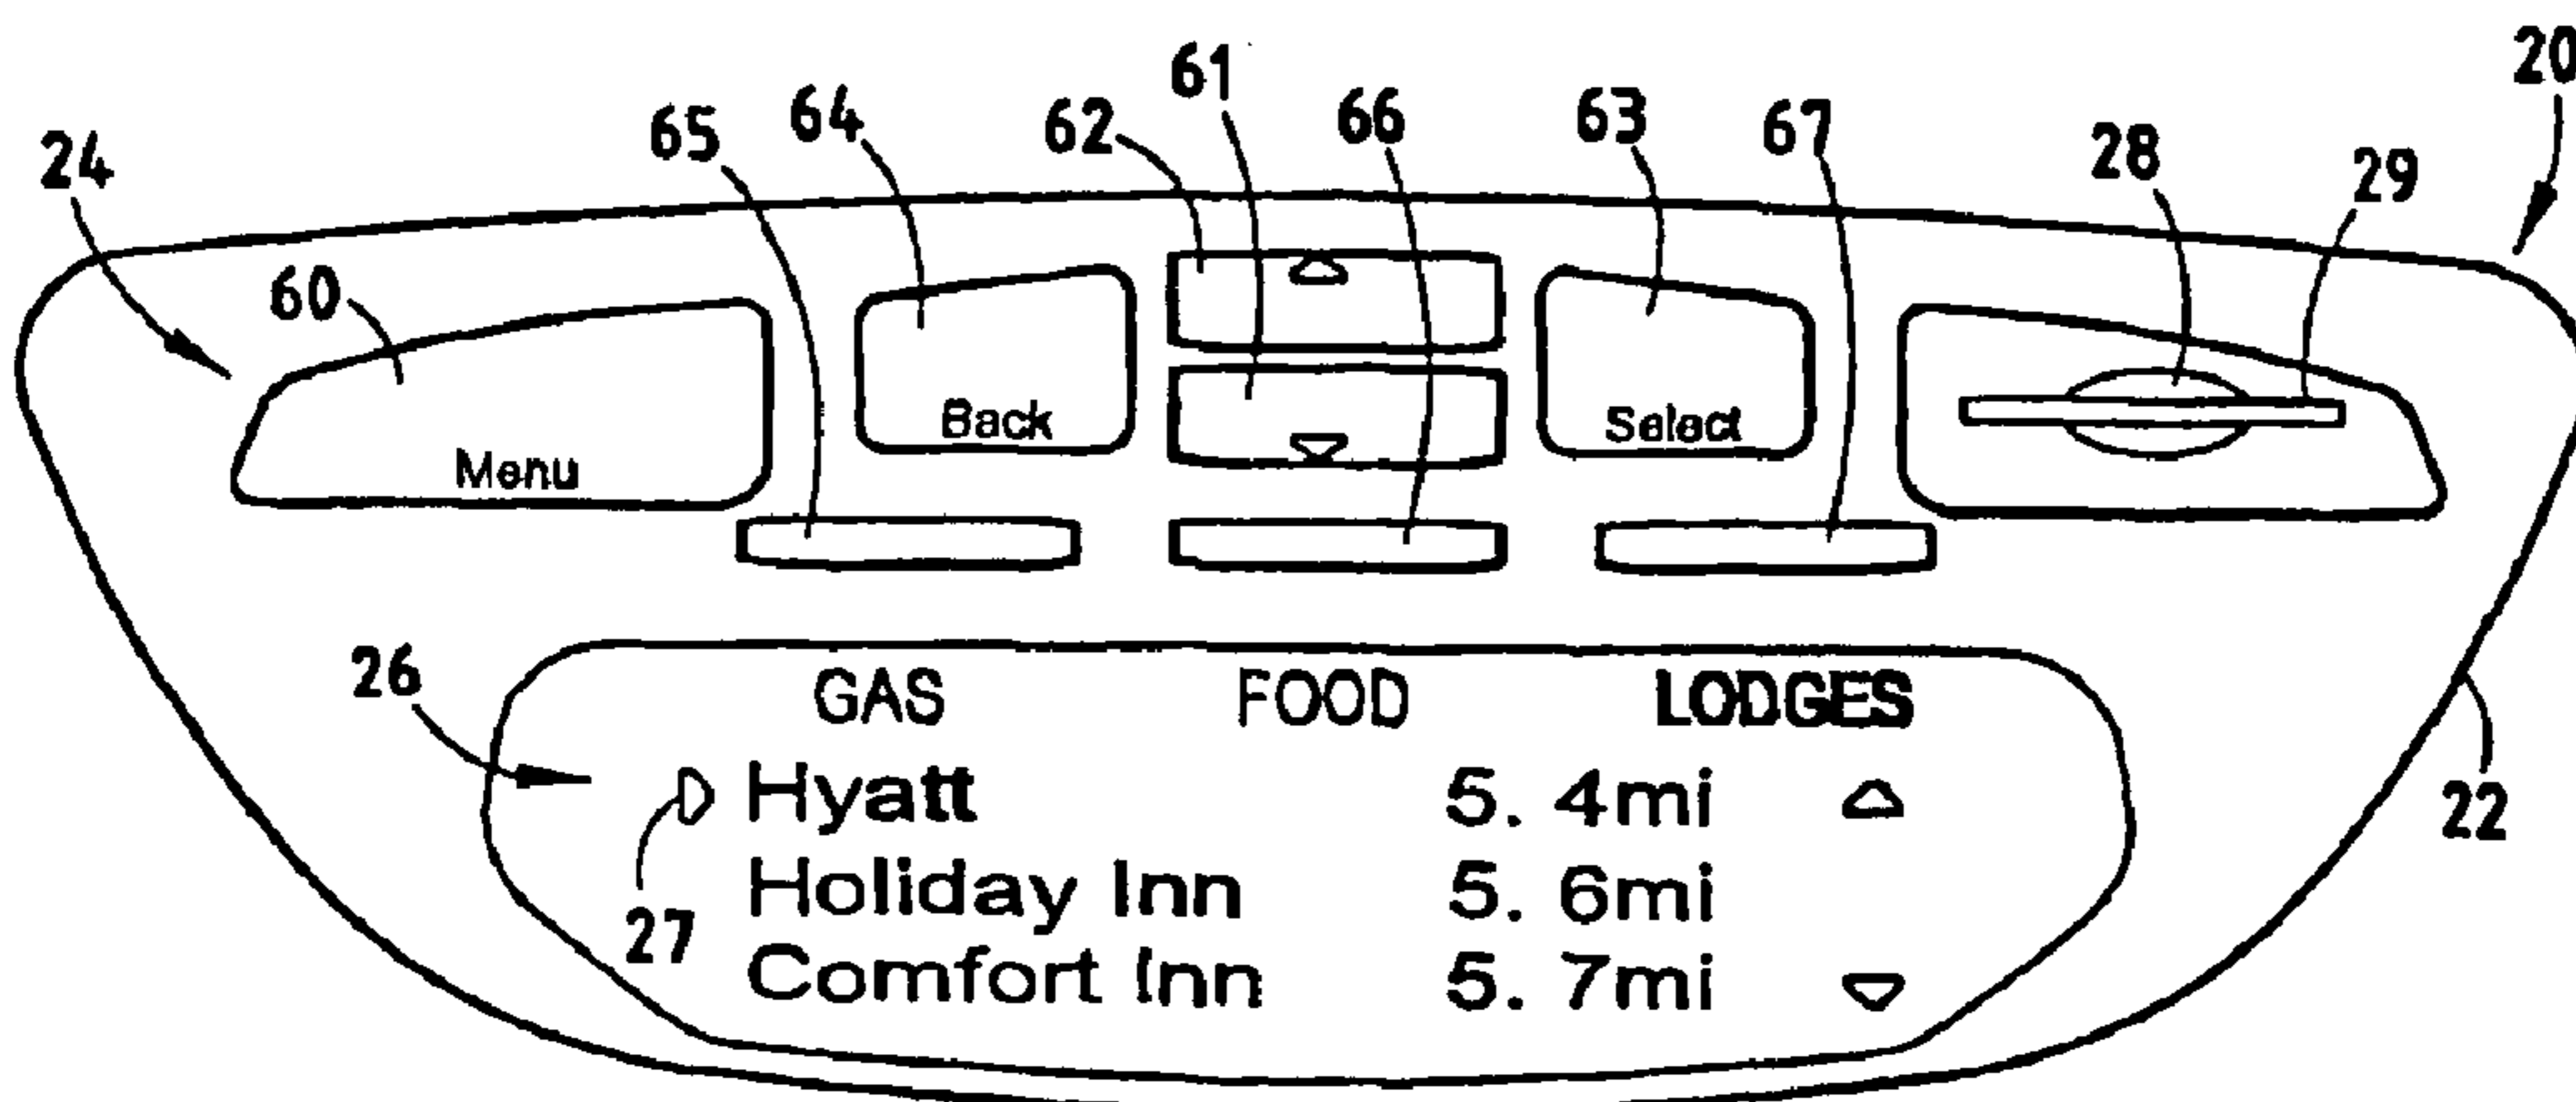 20
61
65 64 62 66 63 67 28
24 29
60
Back Select
Menu
26 GAS FOOD LODGES
Hyatt 5. 4mi
22
Holiday Inn 5. 6mi
27
Comfort Inn 5. 7mi